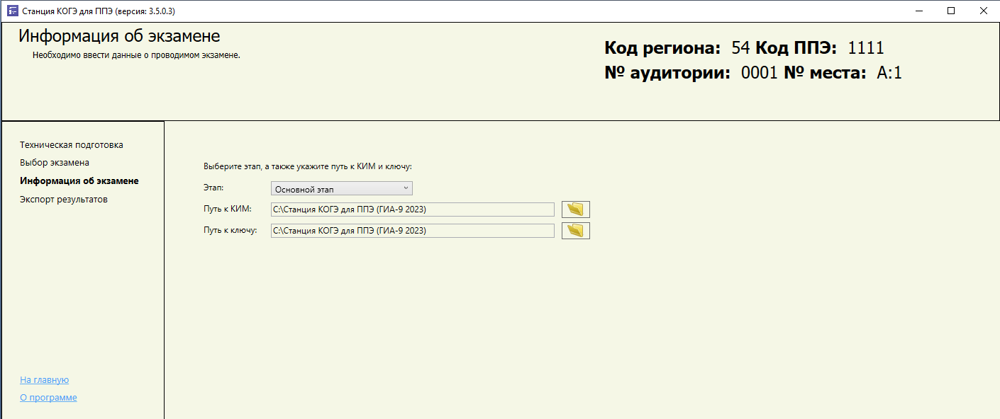 Станция КОГЭ для ППЭ (версия: 3.5.0.3)
Информация об экзамене
Необходимо ввести данные о проводимом экзамене.
Код региона: 54 Код ППЭ: 1111
№ аудитории: 0001 № места: А:1
Техническая подготовка
Выбор экзамена
Информация об экзамене
Экспорт результатов
На главную
О программе
Выберите этап, а также укажите путь к КИМ и ключу:
Этап: Основной этап
Путь к КИМ: C:\Станция КОГЭ для ППЭ (ГИА-9 2023)
Путь к ключу: C:\Станция КОГЭ для ППЭ (ГИА-9 2023)